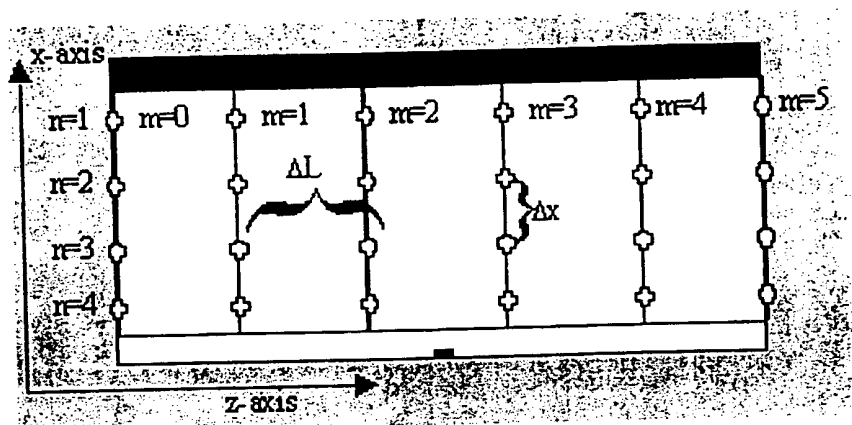 x-axis
n=1 m=0 m=1 m=2 m=3 m=4 m=5
n=2
ΔL
Δx
n=3
n=4
z-axis